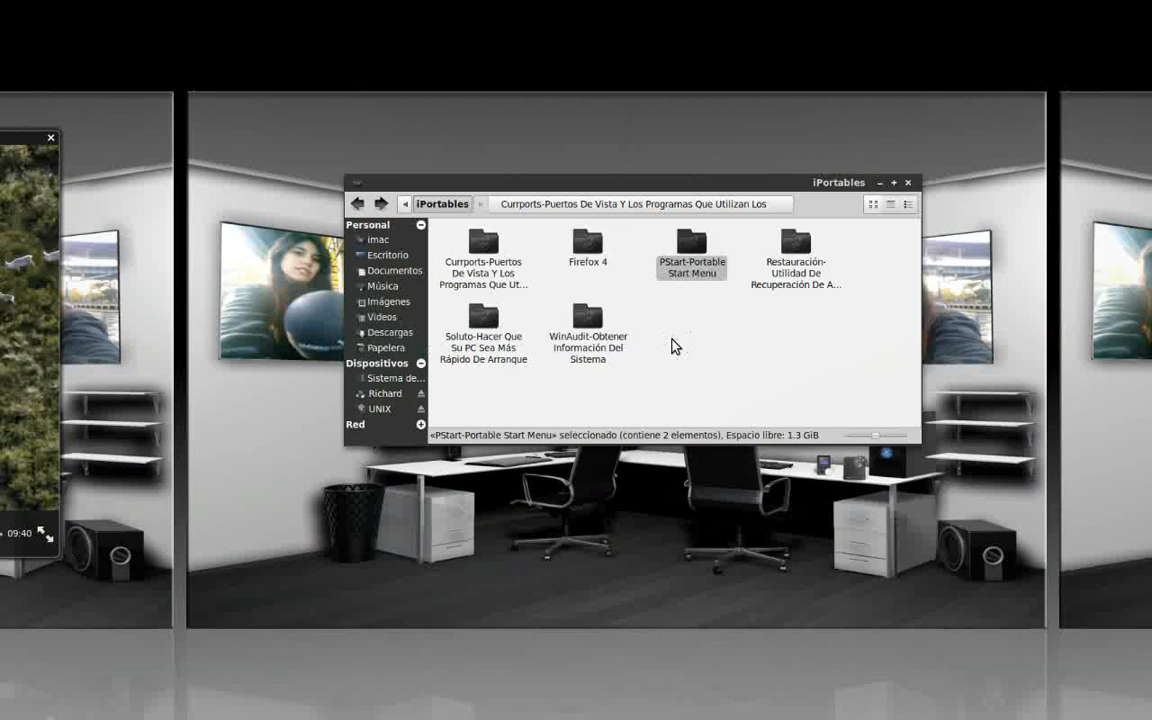 iPortables
iPortables
Currports-Puertos De Vista Y Los Programas Que Utilizan Los
Personal
imac
Escritorio
Documentos
Música
Imágenes
Videos
Descargas
Papelera
Dispositivos
Sistema de...
Richard
UNIX
Red
Currports-Puertos
De Vista Y Los
Programas Que Ut...
Firefox 4
PStart-Portable
Start Menu
Restauración-
Utilidad De
Recuperación De A...
Soluto-Hacer Que
Su PC Sea Más
Rápido De Arranque
WinAudit-Obtener
Información Del
Sistema
«PStart-Portable Start Menu» seleccionado (contiene 2 elementos), Espacio libre: 1.3 GiB
09:40